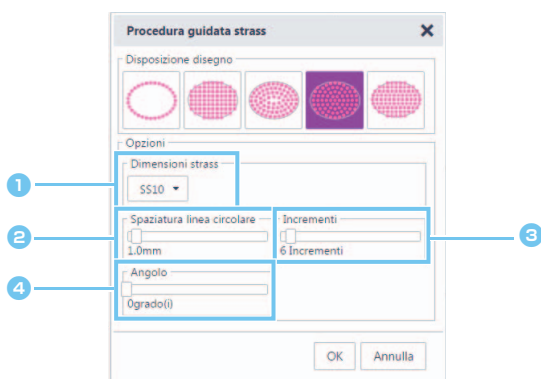 Procedura guidata strass
Disposizione disegno
Opzioni
1
Dimensioni strass
SS10
2
Spaziatura linea circolare
1.0mm
Incrementi
6 Incrementi
3
4
Angolo
0grado(i)
OK
Annulla